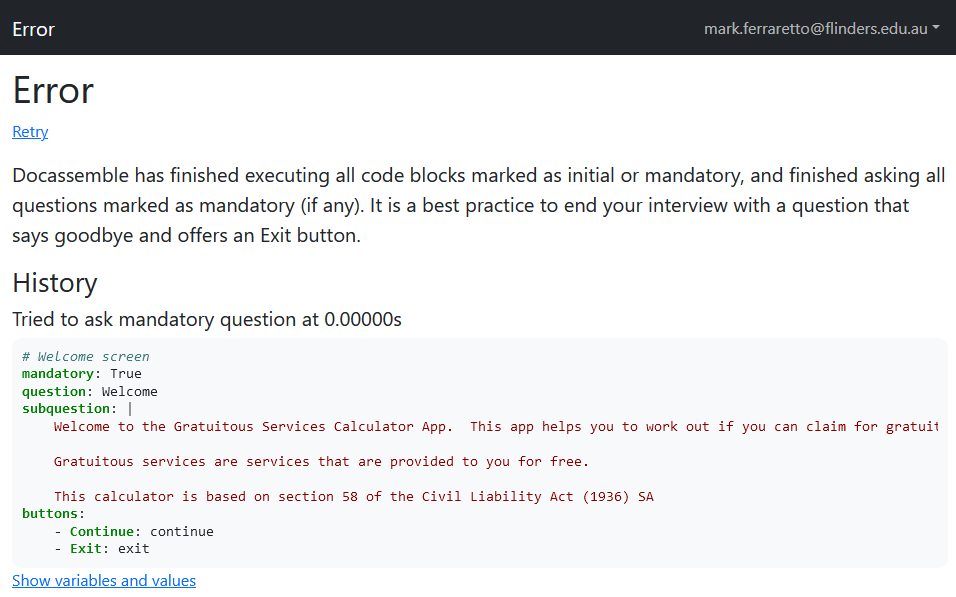 Error
mark.ferraretto@flinders.edu.au
Error
Retry
Docassemble has finished executing all code blocks marked as initial or mandatory, and finished asking all
questions marked as mandatory (if any). It is a best practice to end your interview with a question that
says goodbye and offers an Exit button.
History
Tried to ask mandatory question at 0.00000s
# Welcome screen
mandatory: True
question: Welcome
subquestion: |
Welcome to the Gratuitous Services Calculator App.  This app helps you to work out if you can claim for gratuit
Gratuitous services are services that are provided to you for free.
This calculator is based on section 58 of the Civil Liability Act (1936) SA
buttons:
- Continue: continue
- Exit: exit
Show variables and values